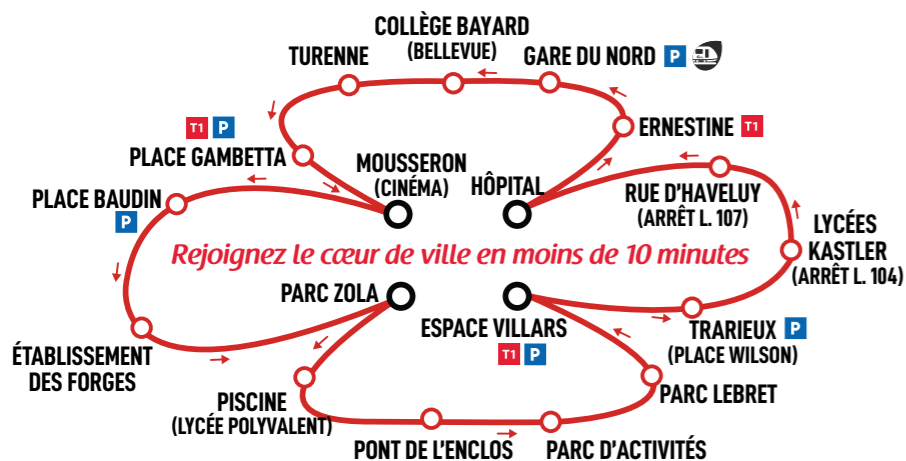 COLLÈGE BAYARD
(BELLEVUE)
TURENNE
GARE DU NORD P
T1 P
PLACE GAMBETTA
ERNESTINE T1
MOUSSERON
(CINÉMA)
HÔPITAL
PLACE BAUDIN
P
RUE D'HAVELUY
(ARRÊT L. 107)
LYCÉES
KASTLER
(ARRÊT L. 104)
Rejoignez le cœur de ville en moins de 10 minutes
PARC ZOLA
ESPACE VILLARS
T1 P
TRARIEUX P
(PLACE WILSON)
ÉTABLISSEMENT
DES FORGES
PISCINE
(LYCÉE POLYVALENT)
PARC LEBRET
PONT DE L'ENCLOS
PARC D'ACTIVITÉS